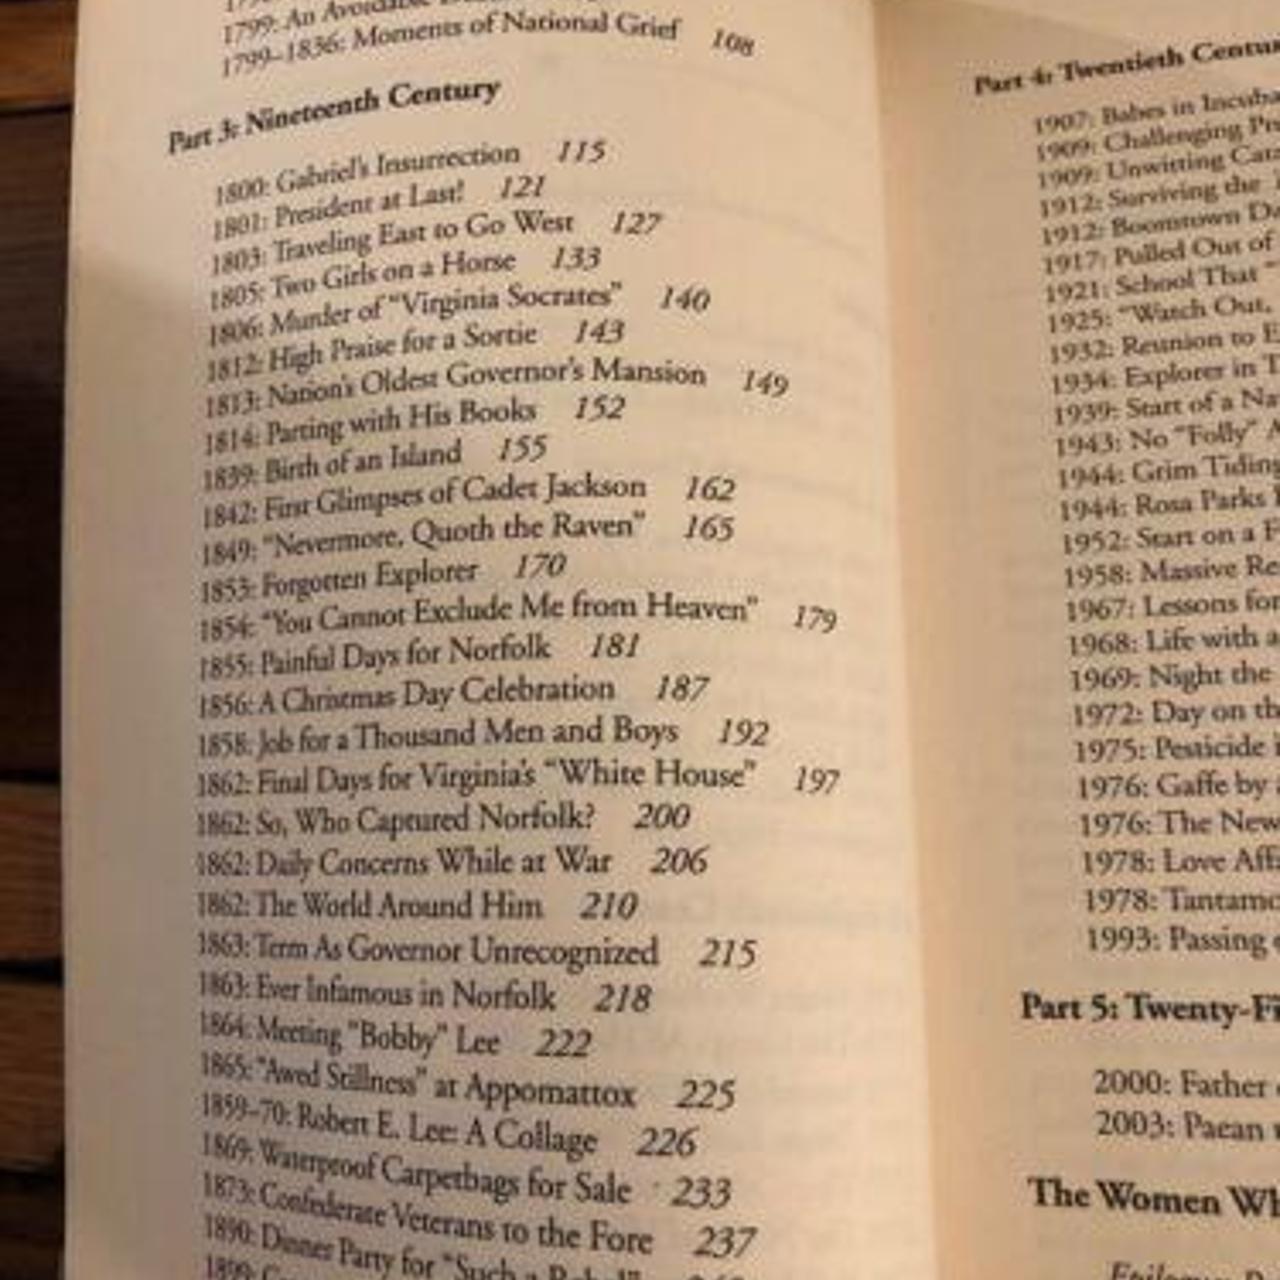 1799: An
1799–1836: Moments of National Grief 108
Part 3: Nineteenth Century
1800: Gabriel's Insurrection 115
1801: President at Last! 121
1803: Traveling East to Go West 127
1805: Two Girls on a Horse 133
1806: Murder of "Virginia Socrates" 140
1812: High Praise for a Sortie 143
1813: Nation's Oldest Governor's Mansion 149
1814: Parting with His Books 152
1839: Birth of an Island 155
1842: First Glimpses of Cadet Jackson 162
1849: "Nevermore, Quoth the Raven" 165
1853: Forgotten Explorer 170
1854: "You Cannot Exclude Me from Heaven" 179
1855: Painful Days for Norfolk 181
1856: A Christmas Day Celebration 187
1858: Job for a Thousand Men and Boys 192
1862: Final Days for Virginia's "White House" 197
1862: So, Who Captured Norfolk? 200
1862: Daily Concerns While at War 206
1862: The World Around Him 210
1863: Term As Governor Unrecognized 215
1863: Ever Infamous in Norfolk 218
1864: Meeting "Bobby" Lee 222
1865: "Awed Stillness" at Appomattox 225
1859–70: Robert E. Lee: A Collage 226
1869: Waterproof Carpetbags for Sale 233
1873: Confederate Veterans to the Fore 237
1890: Dinner Party for "Such a Rebel"
1899:
Part 4: Twentieth
1907: Babes in
1909: Challenging
1909: Unwitting
1912: Surviving the
1912: Boomtown
1917: Pulled Out of
1921: School That
1925: "Watch Out,
1932: Reunion to
1934: Explorer in
1939: Start of a
1943: No "Folly"
1944: Grim
1944: Rosa Parks
1952: Start on a
1958: Massive
1967: Lessons for
1968: Life with a
1969: Night the
1972: Day on
1975: Pesticide
1976: Gaffe by
1976: The New
1978: Love
1978:
1993: Passing
Part 5:
2000: Father
2003: Paean
The Women